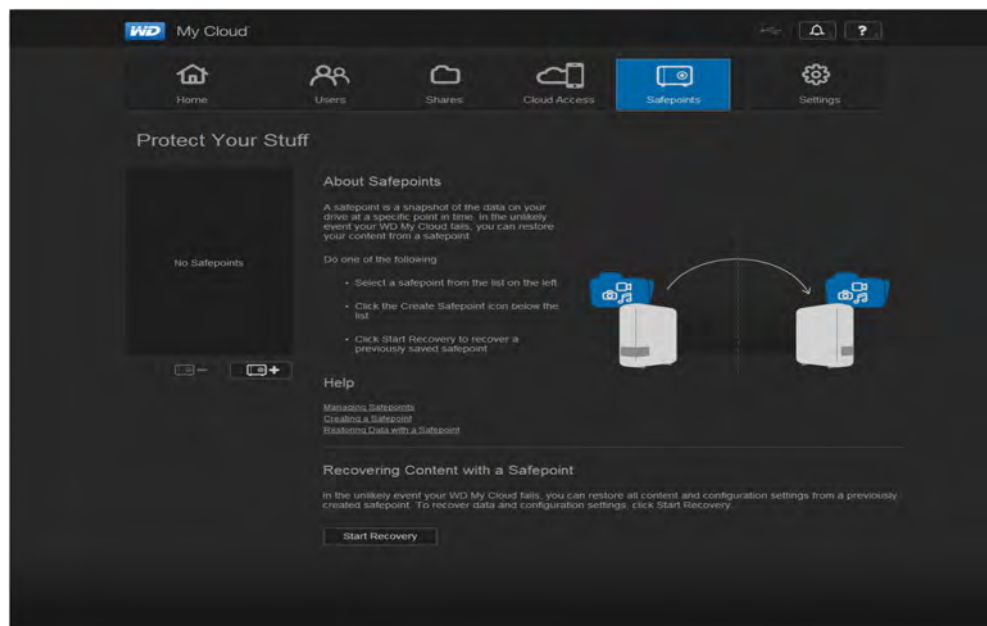 WD My Cloud
?
Home
Users
Shares
Cloud Access
Safepoints
Settings
Protect Your Stuff
No Safepoints
About Safepoints
A safepoint is a snapshot of the data on your
drive at a specific point in time. In the unlikely
event your WD My Cloud fails, you can restore
your content from a safepoint
Do one of the following
• Select a safepoint from the list on the left
• Click the Create Safepoint icon below the
list
• Click Start Recovery to recover a
previously saved safepoint
Help
Managing Safepoints
Creating a Safepoint
Restoring Data with a Safepoint
Recovering Content with a Safepoint
In the unlikely event your WD My Cloud fails, you can restore all content and configuration settings from a previously
created safepoint. To recover data and configuration settings, click Start Recovery.
Start Recovery